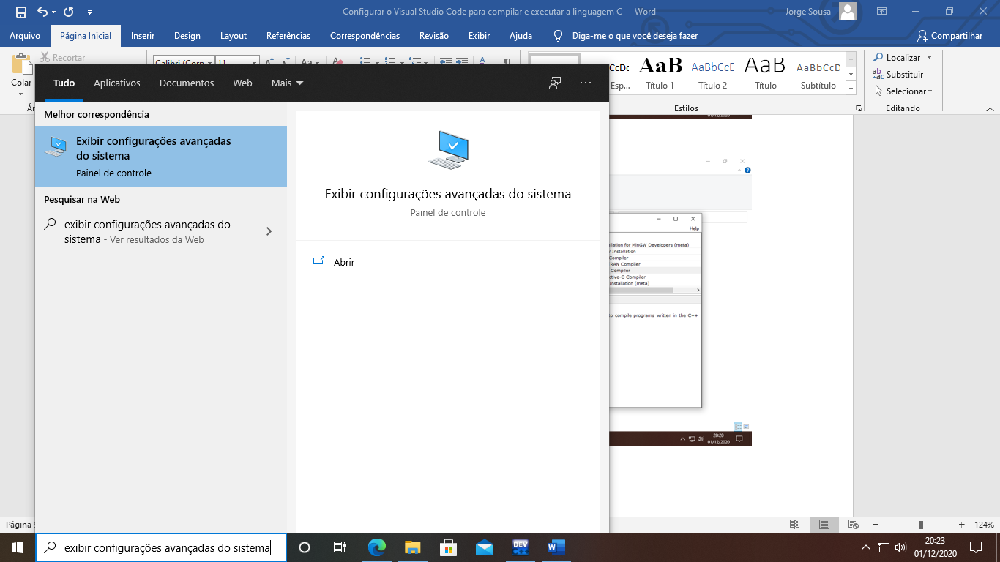 Configurar o Visual Studio Code para compilar e executar a linguagem C - Word
Jorge Sousa
Arquivo Página Inicial Inserir Design Layout Referências Correspondências Revisão Exibir Ajuda Diga-me o que você deseja fazer Compartilhar
Recortar
Colar
Calibri (Corp 11
Aa
Tudo Aplicativos Documentos Web Mais
AaB AaBbCcD AaBbCcD
Esp... Título 1 Título 2 Título Subtítulo
Estilos
Localizar
Substituir
Selecionar
Editando
Melhor correspondência
Exibir configurações avançadas
do sistema
Painel de controle
Pesquisar na Web
exibir configurações avançadas do
sistema - Ver resultados da Web
Exibir configurações avançadas do sistema
Painel de controle
Abrir
Help
allation for MinGW Developers (meta)
Installation
Compiler
TRAN Compiler
Compiler
ctive-C Compiler
Installation (meta)
to compile programs written in the C++
20:20
01/12/2020
Página
124%
exibir configurações avançadas do sistema
DEV
C++
20:23
01/12/2020